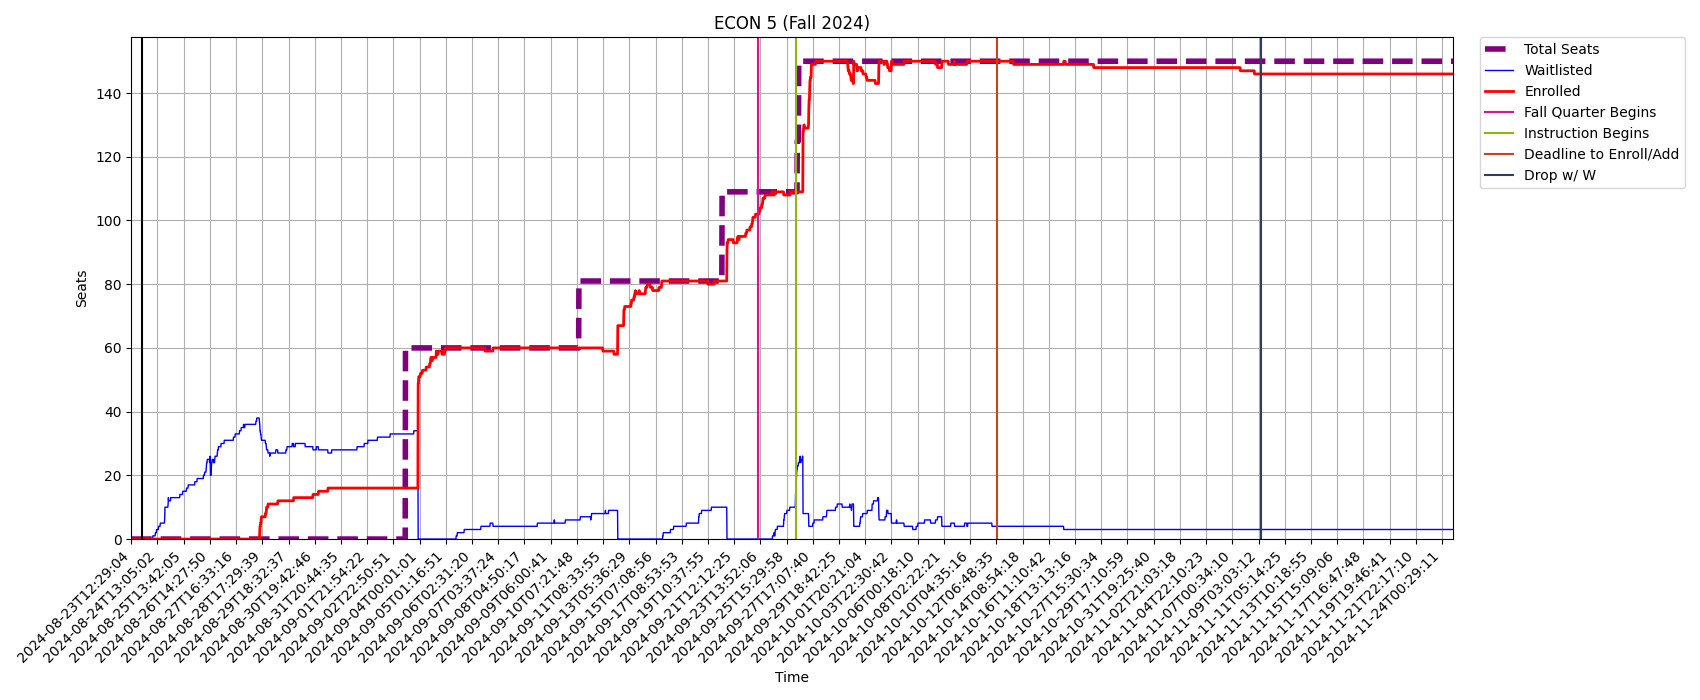 ECON 5 (Fall 2024)
Total Seats
Waitlisted
Enrolled
Fall Quarter Begins
Instruction Begins
Deadline to Enroll/Add
Drop w/ W
Seats
140
120
100
80
60
40
20
0
2024-08-23T12:29:04
2024-08-24T13:05:02
2024-08-25T13:42:05
2024-08-26T14:27:50
2024-08-27T16:33:16
2024-08-28T17:29:39
2024-08-29T18:32:37
2024-08-30T19:42:46
2024-08-31T20:44:35
2024-09-01T21:54:22
2024-09-02T22:50:51
2024-09-04T00:01:01
2024-09-05T01:16:51
2024-09-06T02:31:20
2024-09-07T03:37:24
2024-09-08T04:50:17
2024-09-09T06:00:41
2024-09-10T07:21:48
2024-09-11T08:33:55
2024-09-13T05:36:29
2024-09-15T07:08:56
2024-09-17T08:53:53
2024-09-19T10:37:55
2024-09-21T12:12:25
2024-09-23T13:52:06
2024-09-25T15:29:58
2024-09-27T17:07:40
2024-09-29T18:42:25
2024-10-01T20:21:04
2024-10-03T22:30:42
2024-10-06T00:18:10
2024-10-08T02:22:21
2024-10-10T04:35:16
2024-10-12T06:48:35
2024-10-14T08:54:18
2024-10-16T11:10:42
2024-10-18T13:13:16
2024-10-27T15:30:34
2024-10-29T17:10:59
2024-10-31T19:25:40
2024-11-02T21:03:18
2024-11-04T22:10:23
2024-11-07T00:34:10
2024-11-09T03:03:12
2024-11-11T05:14:25
2024-11-13T10:18:55
2024-11-15T15:09:06
2024-11-17T16:47:48
2024-11-19T19:46:41
2024-11-21T22:17:10
2024-11-24T00:29:11
Time